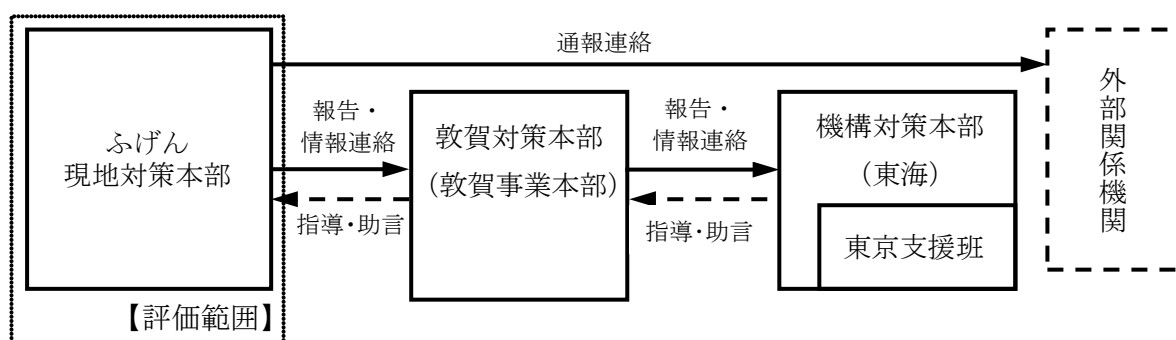 通報連絡
ふげん
現地対策本部
【評価範囲】
報告・
情報連絡
指導・助言
敦賀対策本部
（敦賀事業本部）
報告・
情報連絡
指導・助言
機構対策本部
（東海）
東京支援班
外部関係機関